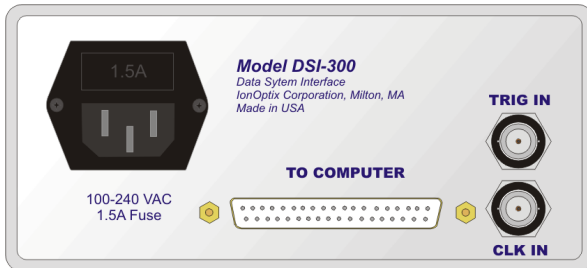 1.5A
Model DSI-300
Data Sytem Interface
IonOptix Corporation, Milton, MA
Made in USA
TRIG IN
TO COMPUTER
100-240 VAC
1.5A Fuse
CLK IN